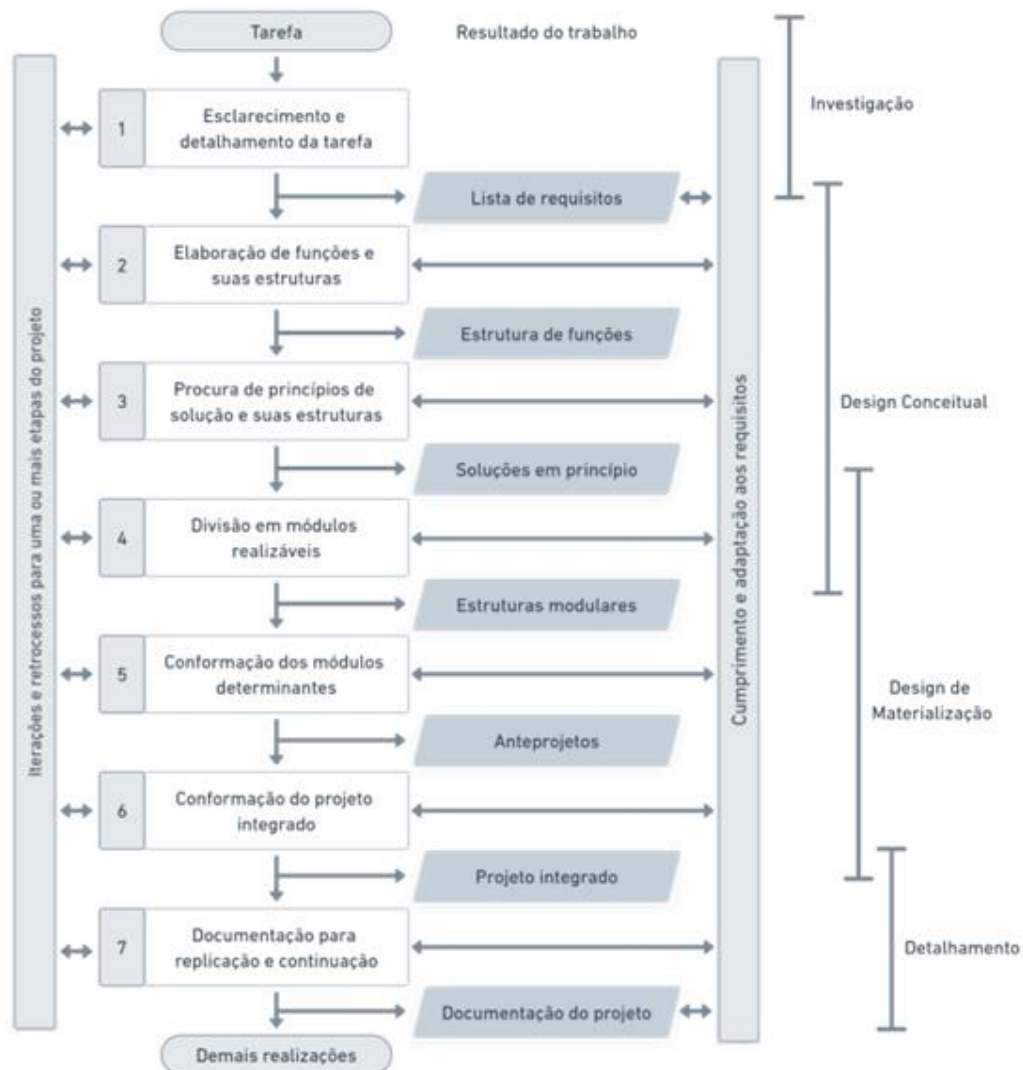 Tarefa
Resultado do trabalho
Investigação
1
Esclarecimento e
detalhamento da tarefa
Lista de requisitos
2
Elaboração de funções e
suas estruturas
Estrutura de funções
3
Procura de princípios de
solução e suas estruturas
Design Conceitual
Soluções em princípio
4
Divisão em módulos
realizáveis
Estruturas modulares
5
Conformação dos módulos
determinantes
Design de
Materialização
Anteprojetos
6
Conformação do projeto
integrado
Projeto integrado
7
Documentação para
replicação e continuação
Detalhamento
Documentação do projeto
Demais realizações
Iterações e retrocessos para uma ou mais etapas do projeto
Cumprimento e adaptação aos requisitos